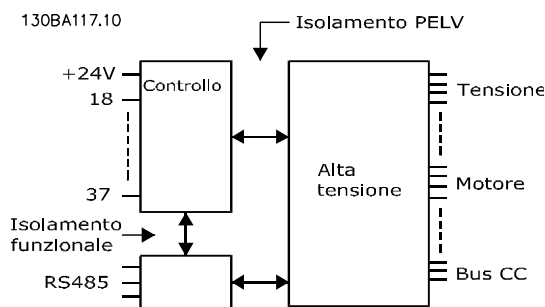 130BA117.10
Isolamento PELV
+24V
Controllo
18
37
Alta
tensione
Tensione
Motore
Bus CC
Isolamento
funzionale
RS485